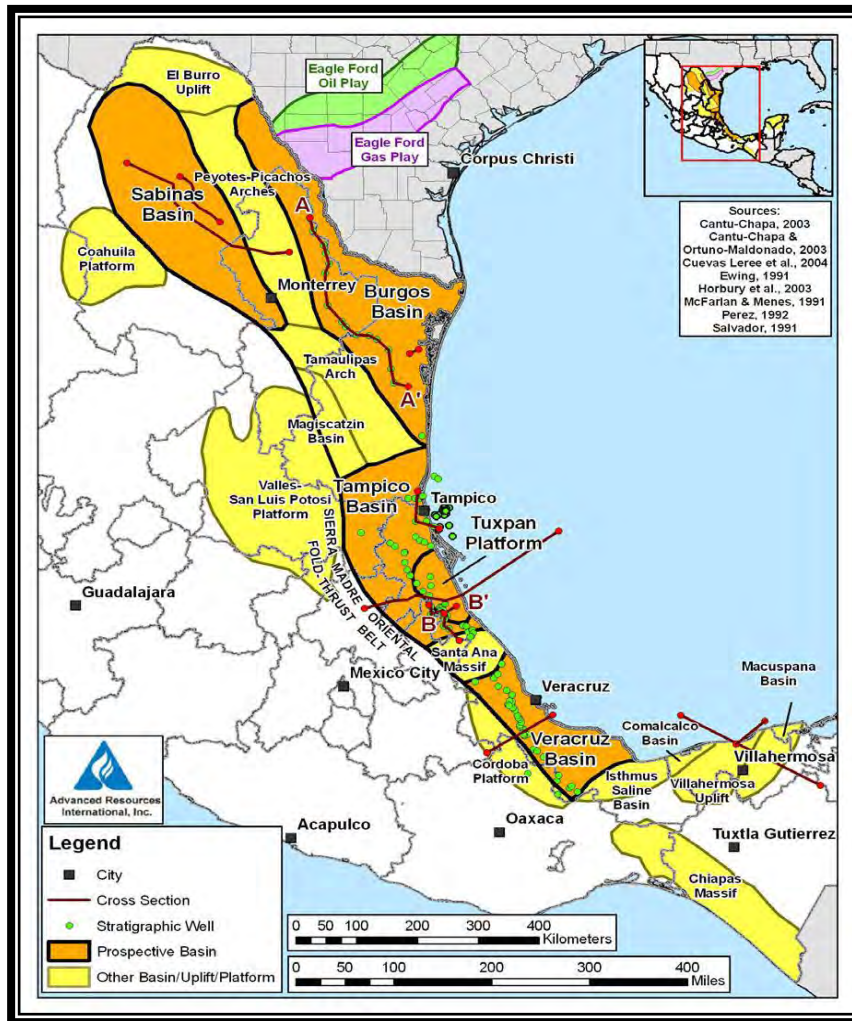 El Burro
Uplift
Eagle Ford
Oil Play
Eagle Ford
Gas Play
Corpus Christi
Peyotes-Picachos
Arches
Sabinas
Basin
A
Coahuila
Platform
Monterrey
Burgos
Basin
Sources:
Cantu-Chapa, 2003
Cantu-Chapa &
Ortuno-Maldonado, 2003
Cuevas Leree et al., 2004
Ewing, 1991
Horbury et al., 2003
McFarlan & Menes, 1991
Perez, 1992
Salvador, 1991
Tamaulipas
Arch
A'
Magiscatzin
Basin
Valles-
San Luis Potosi
Platform
Tampico
Basin
Tampico
Tuxpan
Platform
SIERRA MADRE ORIENTAL
FOLD-THRUST BELT
Guadalajara
B
B'
Santa Ana
Massif
Mexico City
Veracruz
Macuspana
Basin
Veracruz
Basin
Comalcalco
Basin
Villahermosa
Cordoba
Platform
Isthmus
Saline
Basin
Villahermosa
Uplift
Advanced Resources
International, Inc.
Acapulco
Oaxaca
Tuxtla Gutierrez
Chiapas
Massif
Legend
City
Cross Section
Stratigraphic Well
Prospective Basin
Other Basin/Uplift/Platform
0 50 100 200 300 400
Kilometers
0 50 100 200 300 400
Miles